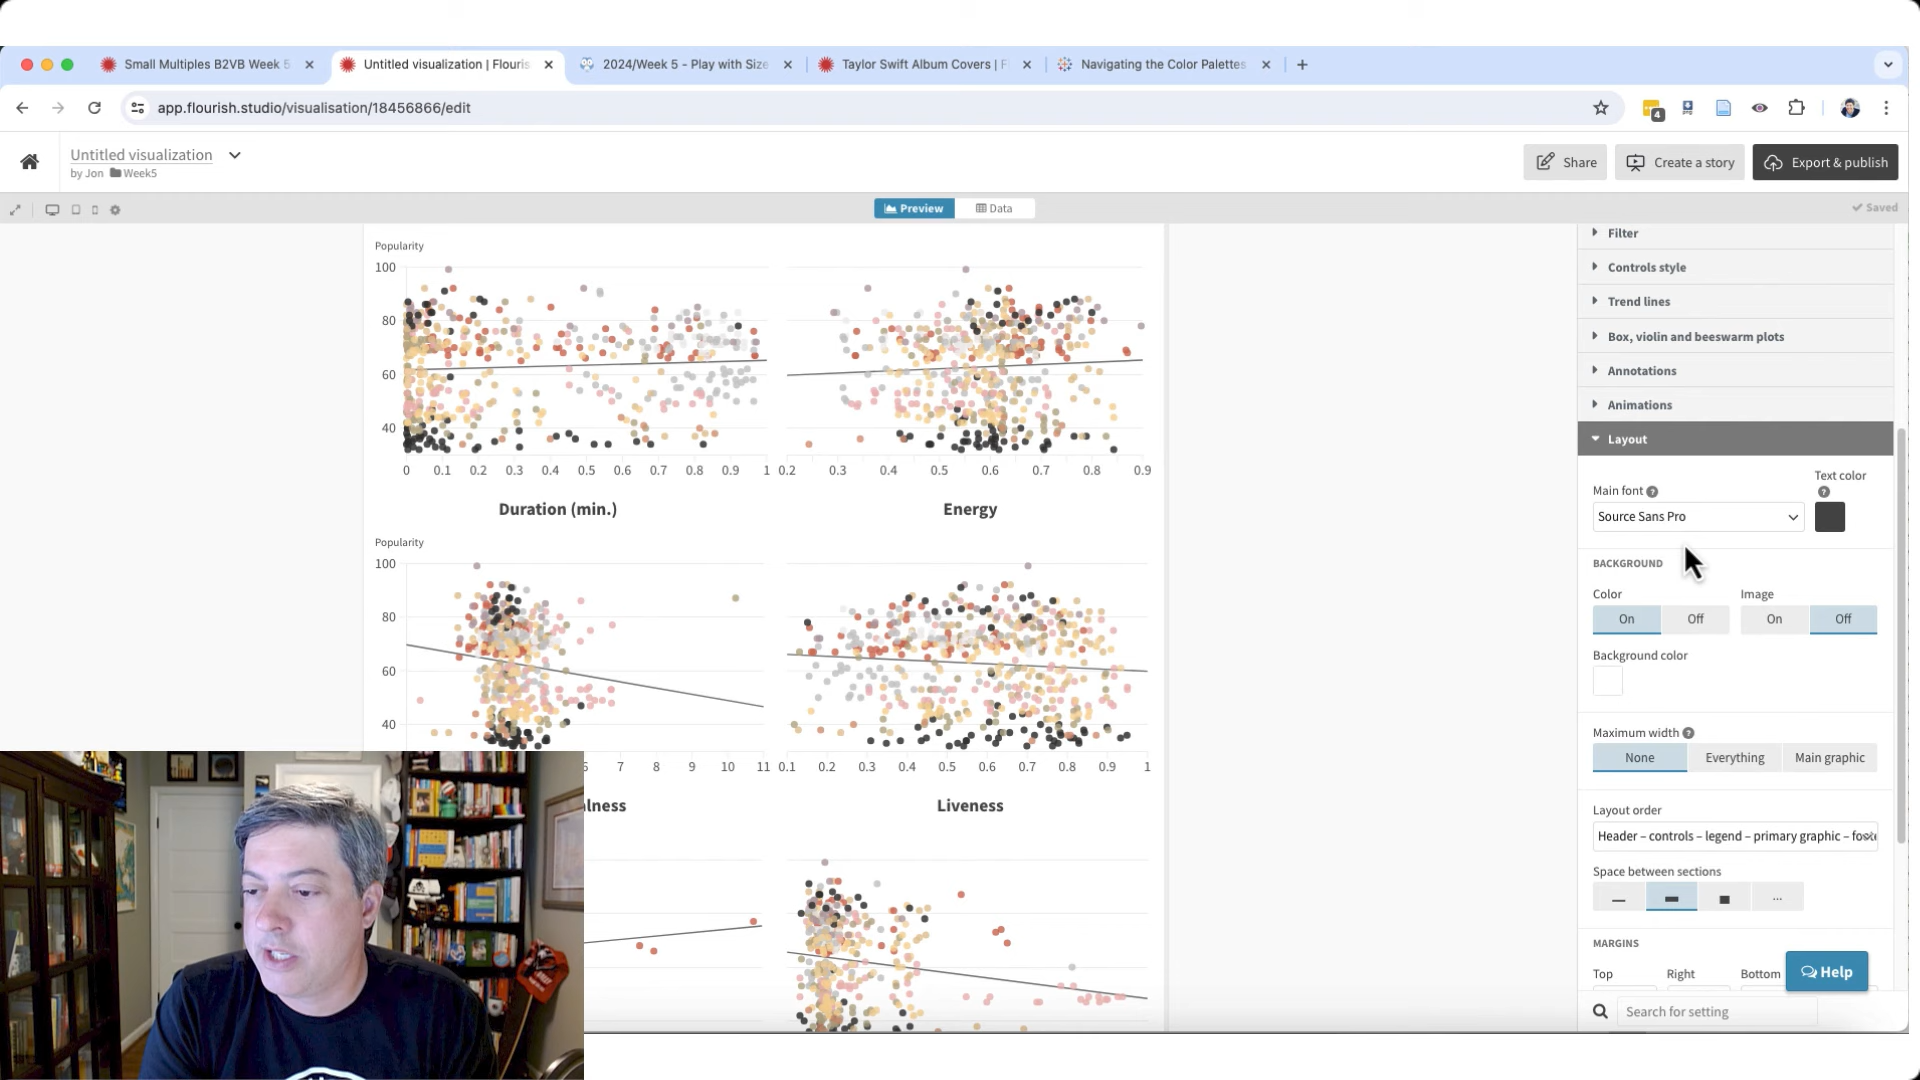 Small Multiples B2VB Week 5
Untitled visualization | Flouris
2024/Week 5 - Play with Size
Taylor Swift Album Covers | F
Navigating the Color Palettes
app.flourish.studio/visualisation/18456866/edit
4
Untitled visualization
by Jon Week5
Share
Create a story
Export & publish
Preview
Data
Saved
Popularity
100
80
60
40
0 0.1 0.2 0.3 0.4 0.5 0.6 0.7 0.8 0.9 1
0.2 0.3 0.4 0.5 0.6 0.7 0.8 0.9
Duration (min.)
Energy
Popularity
100
80
60
40
7 8 9 10 11
0.1 0.2 0.3 0.4 0.5 0.6 0.7 0.8 0.9 1
lness
Liveness
Filter
Controls style
Trend lines
Box, violin and beeswarm plots
Annotations
Animations
Layout
Main font
Text color
Source Sans Pro
BACKGROUND
Color
Image
On Off
On Off
Background color
Maximum width
None Everything Main graphic
Layout order
Header – controls – legend – primary graphic –
Space between sections
MARGINS
Top Right Bottom
Help
Search for setting